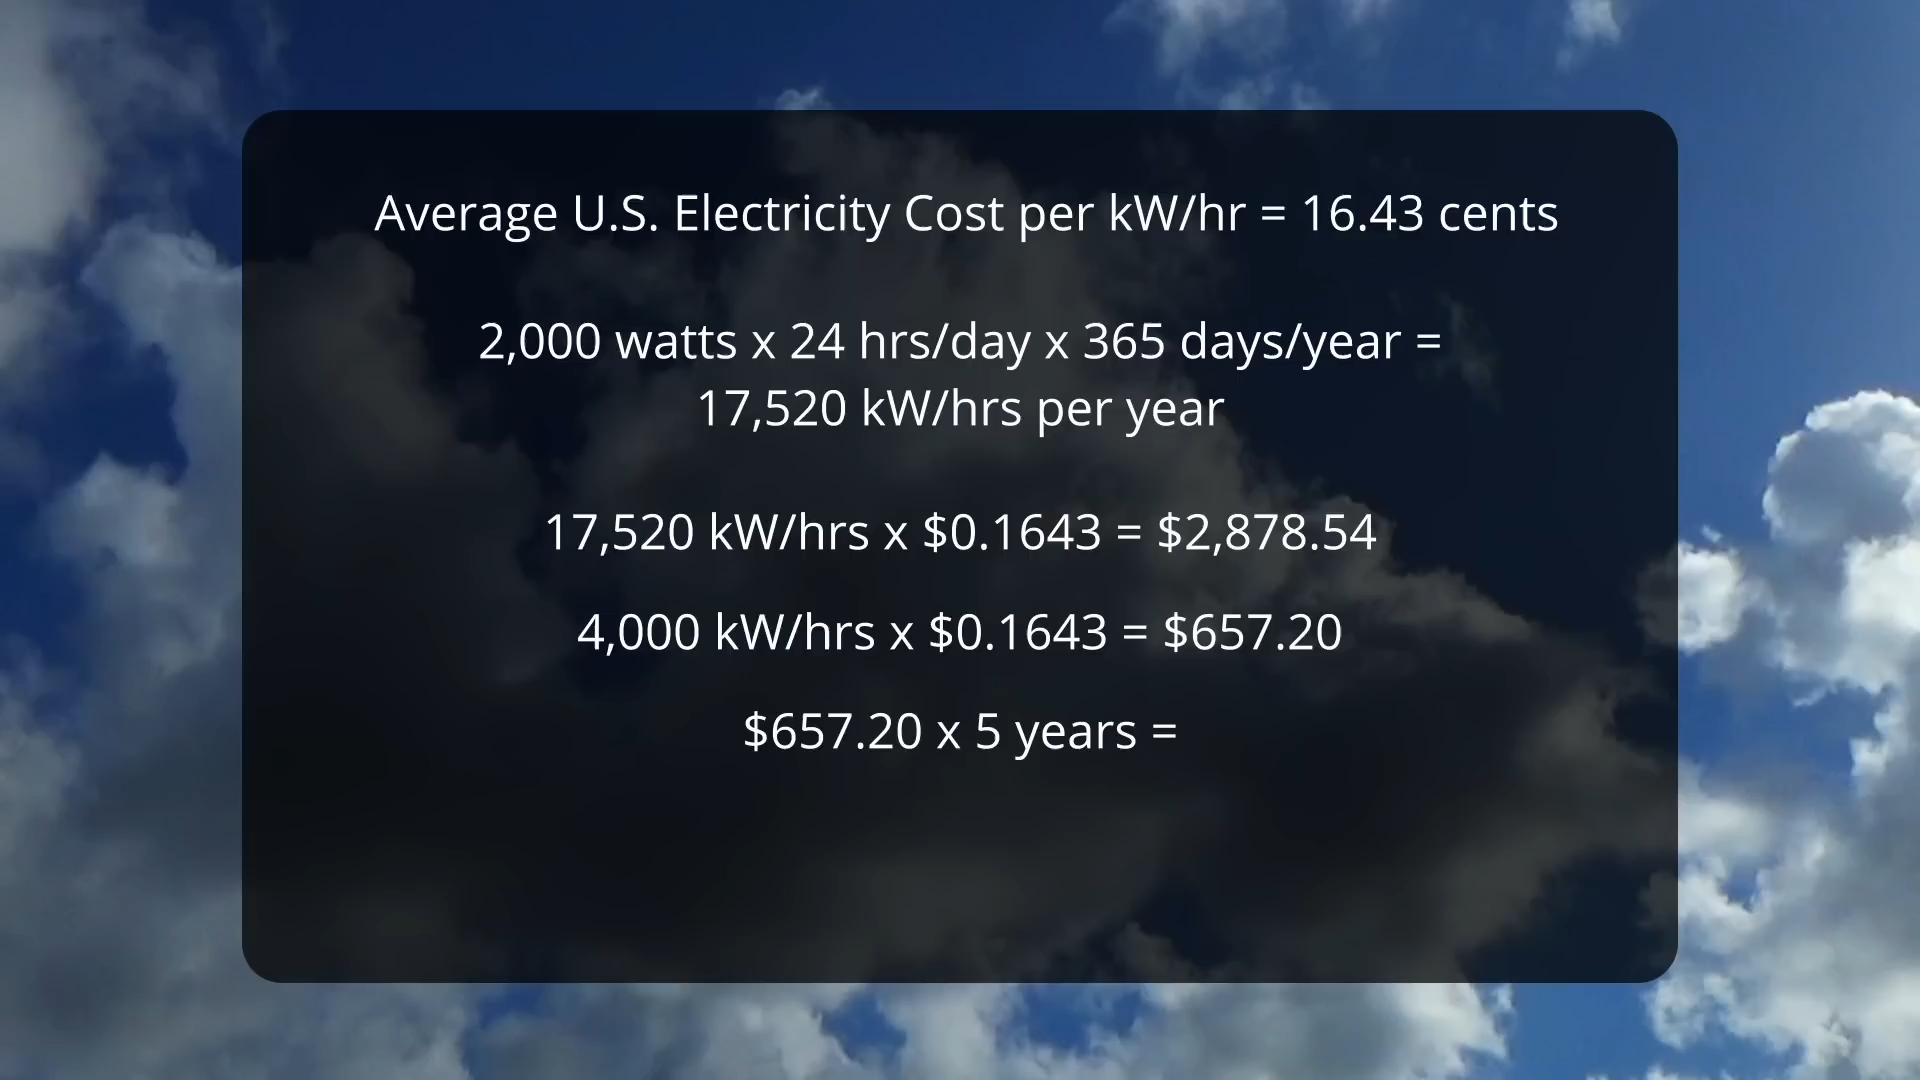 Average U.S. Electricity Cost per kW/hr = 16.43 cents
2,000 watts x 24 hrs/day x 365 days/year =
17,520 kW/hrs per year
17,520 kW/hrs x $0.1643 = $2,878.54
4,000 kW/hrs x $0.1643 = $657.20
$657.20 x 5 years =